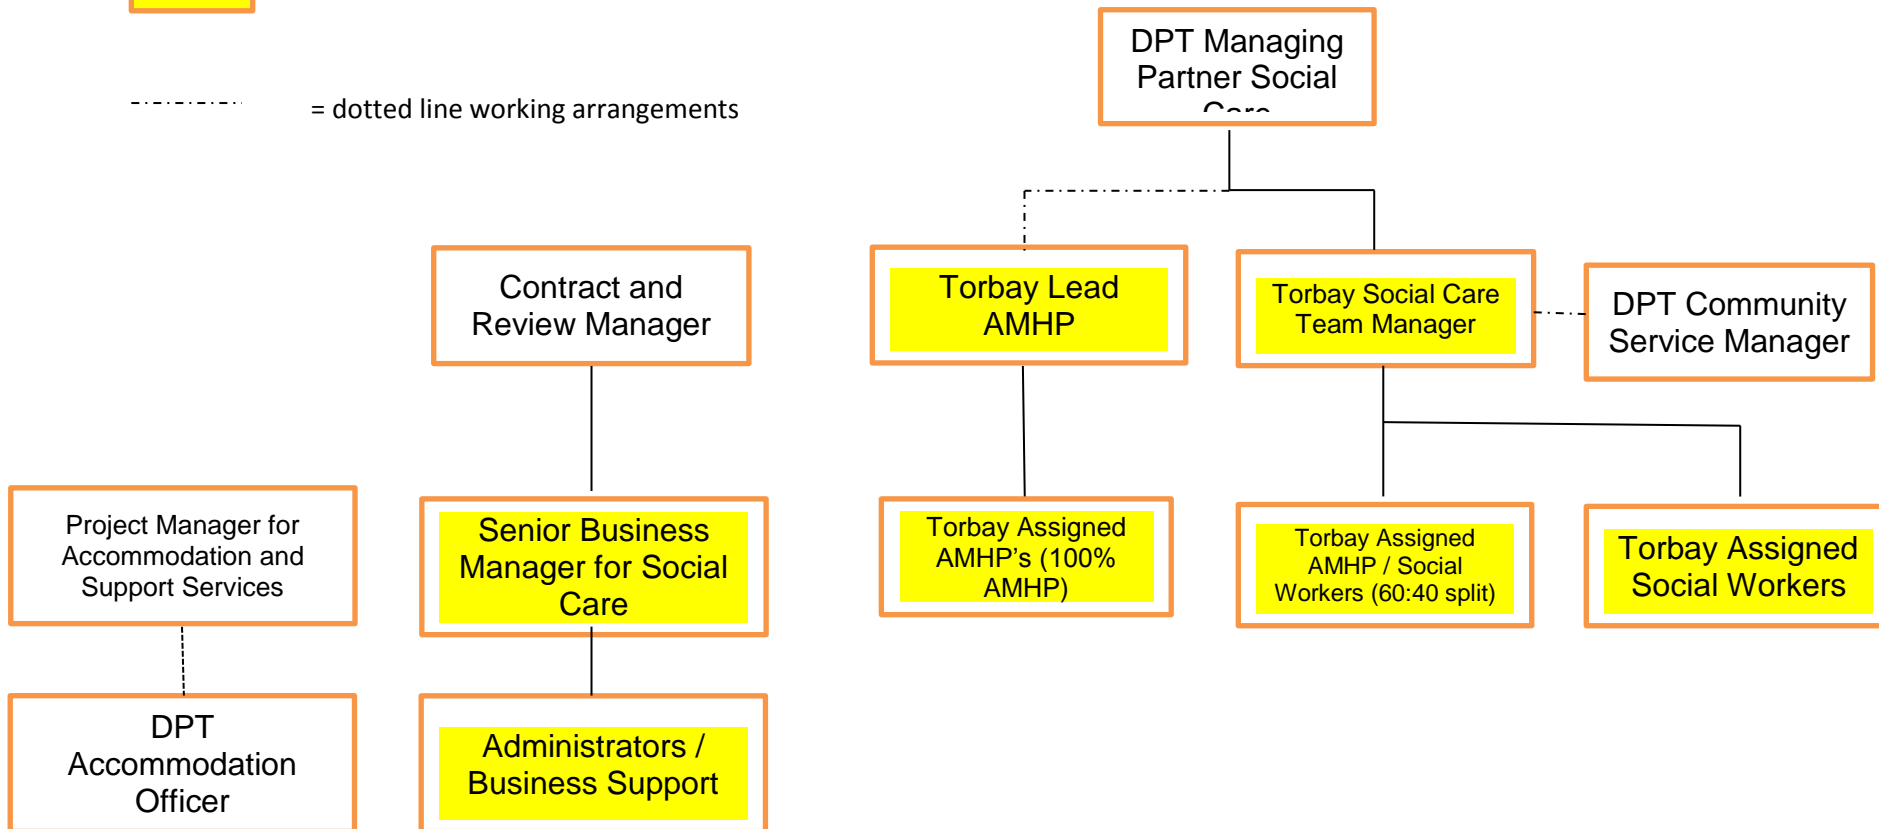 DPT Managing
Partner Social
Care
= dotted line working arrangements
Contract and
Review Manager
Torbay Lead
AMHP
Torbay Social Care
Team Manager
DPT Community
Service Manager
Project Manager for
Accommodation and
Support Services
Senior Business
Manager for Social
Care
Torbay Assigned
AMHP’s (100%
AMHP)
Torbay Assigned
AMHP / Social
Workers (60:40 split)
Torbay Assigned
Social Workers
DPT
Accommodation
Officer
Administrators /
Business Support